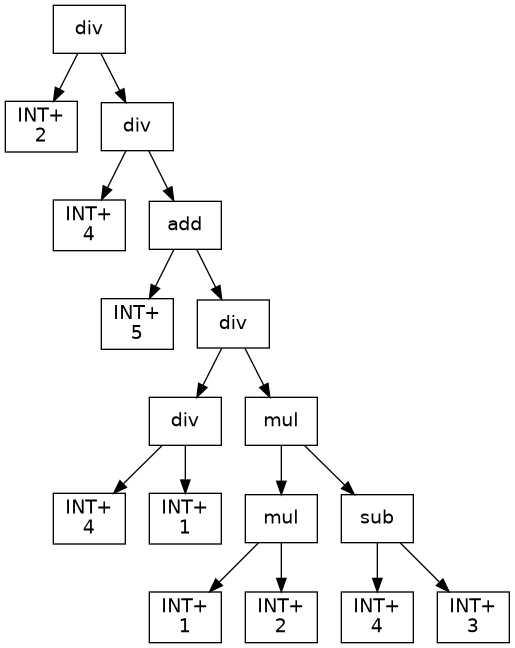 div
INT+
2
div
INT+
4
add
INT+
5
div
div
mul
INT+
4
INT+
1
mul
sub
INT+
1
INT+
2
INT+
4
INT+
3